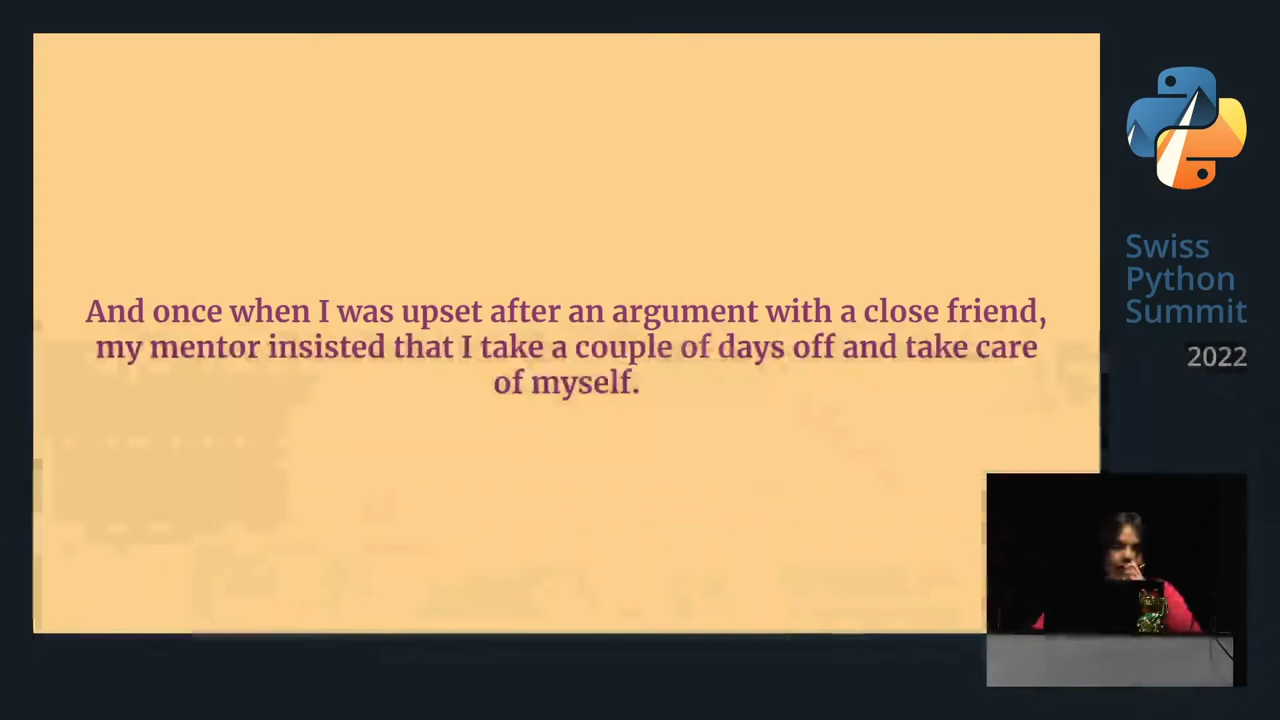 And once when I was upset after an argument with a close friend,
my mentor insisted that I take a couple of days off and take care
of myself.
Swiss
Python
Summit
2022